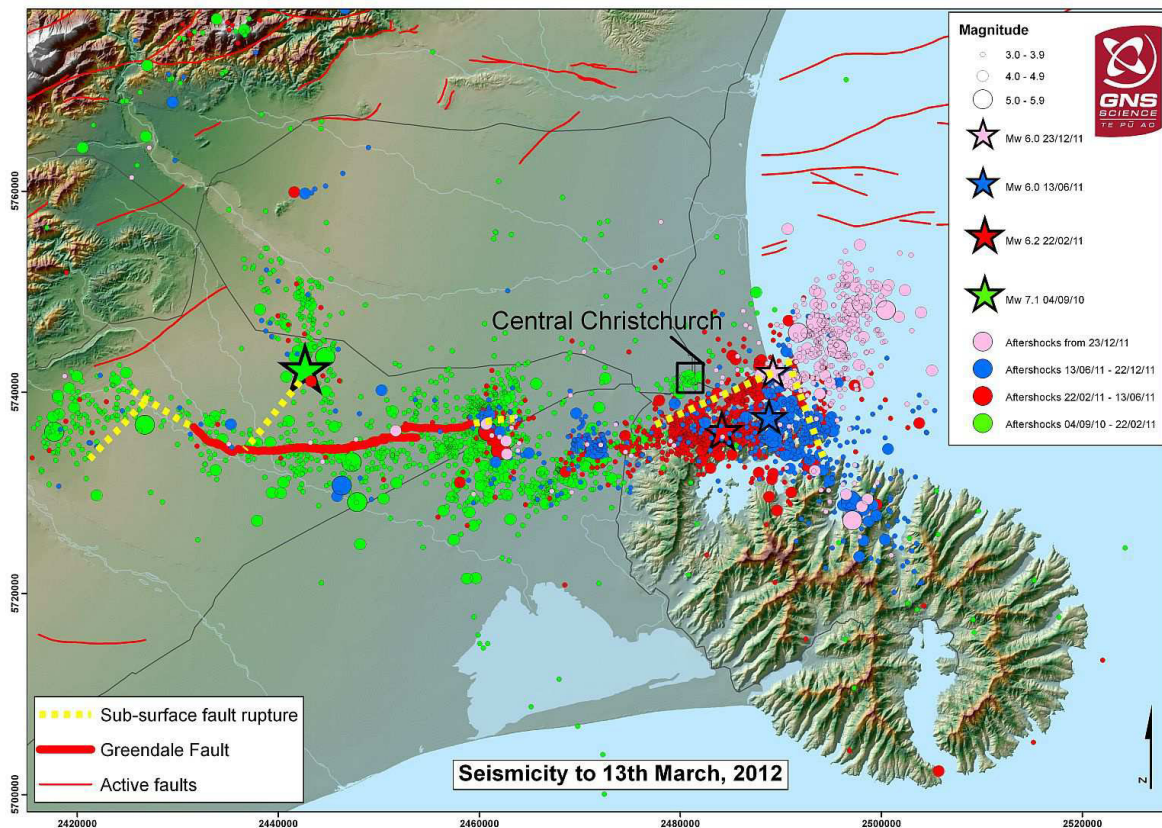 Magnitude
3.0 - 3.9
4.0 - 4.9
5.0 - 5.9
Mw 6.0 23/12/11
Mw 6.0 13/06/11
Mw 6.2 22/02/11
Mw 7.1 04/09/10
Aftershocks from 23/12/11
Aftershocks 13/06/11 - 22/12/11
Aftershocks 22/02/11 - 13/06/11
Aftershocks 04/09/10 - 22/02/11
GNS
SCIENCE
TE PŪ AO
Central Christchurch
5760000
5740000
5720000
5700000
Sub-surface fault rupture
Greendale Fault
Active faults
Seismicity to 13th March, 2012
N
2420000
2440000
2460000
2480000
2500000
2520000